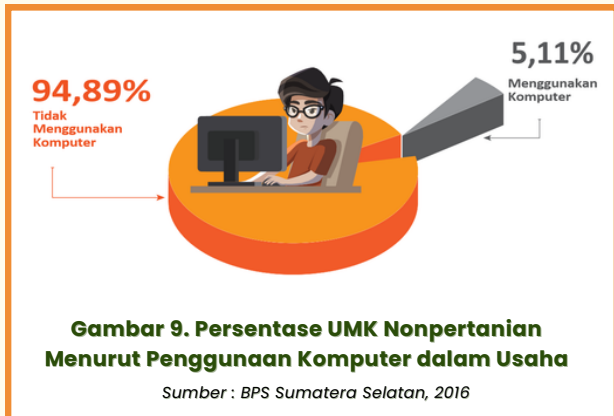 94,89%
Tidak
Menggunakan
Komputer
5,11%
Menggunakan
Komputer
Gambar 9. Persentase UMK Nonpertanian
Menurut Penggunaan Komputer dalam Usaha
Sumber : BPS Sumatera Selatan, 2016